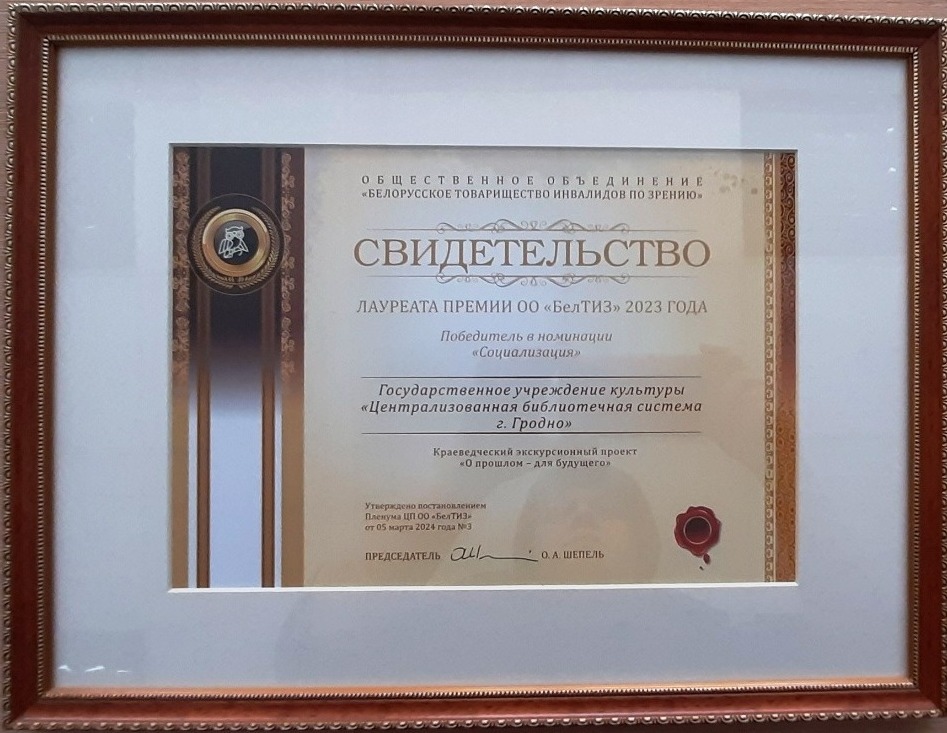 ОБЩЕСТВЕННОЕ ОБЪЕДИНЕНИЕ
«БЕЛОРУССКОЕ ТОВАРИЩЕСТВО ИНВАЛИДОВ ПО ЗРЕНИЮ»
СВИДЕТЕЛЬСТВО
ЛАУРЕАТА ПРЕМИИ ОО «БелТИЗ» 2023 ГОДА
Победитель в номинации
«Социализация»
Государственное учреждение культуры
«Централизованная библиотечная система
г. Гродно»
Краеведческий экскурсионный проект
«О прошлом – для будущего»
Утверждено постановлением
Пленума ЦП ОО «БелТИЗ»
от 05 марта 2024 года №3
ПРЕДСЕДАТЕЛЬ О. А. ШЕПЕЛЬ